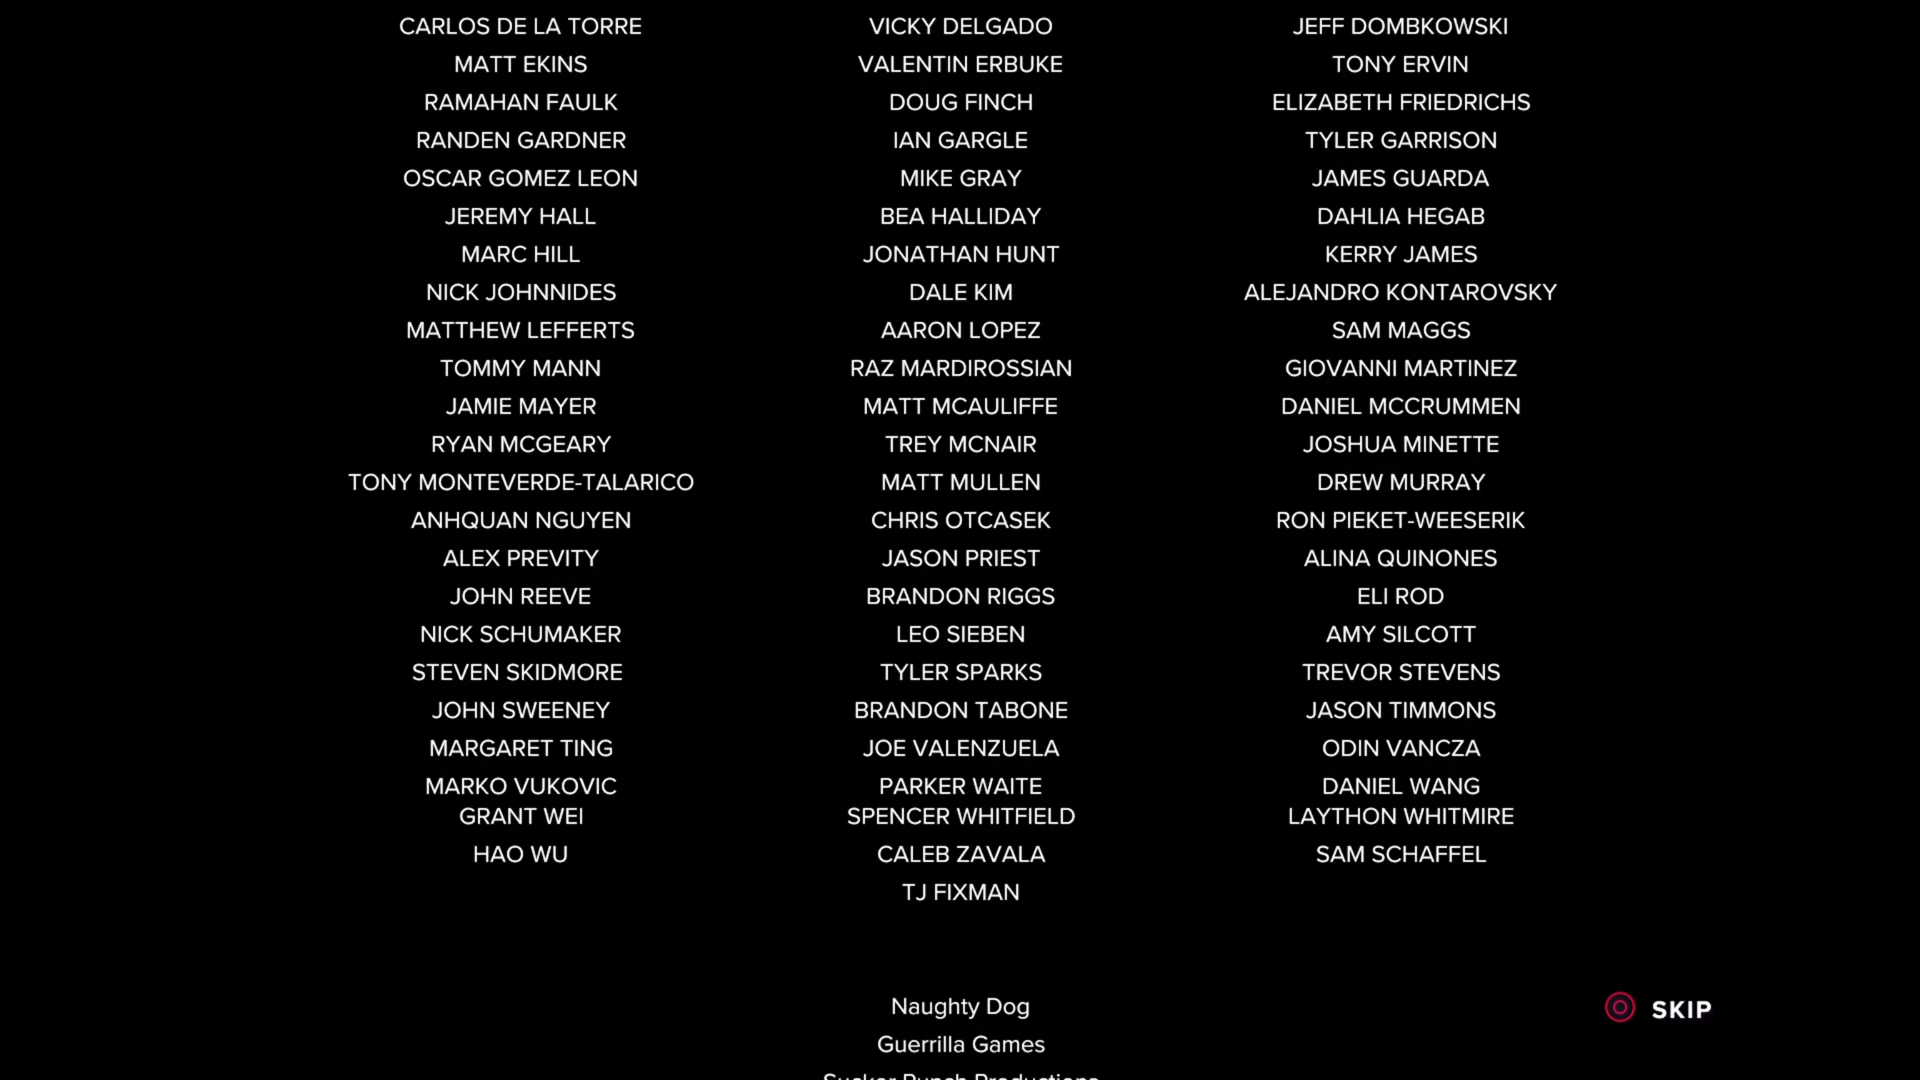 CARLOS DE LA TORRE VICKY DELGADO JEFF DOMBKOWSKI
MATT EKINS VALENTIN ERBUKE TONY ERVIN
RAMAHAN FAULK DOUG FINCH ELIZABETH FRIEDRICHS
RANDEN GARDNER IAN GARGLE TYLER GARRISON
OSCAR GOMEZ LEON MIKE GRAY JAMES GUARDA
JEREMY HALL BEA HALLIDAY DAHLIA HEGAB
MARC HILL JONATHAN HUNT KERRY JAMES
NICK JOHNNIDES DALE KIM ALEJANDRO KONTAROVSKY
MATTHEW LEFFERTS AARON LOPEZ SAM MAGGS
TOMMY MANN RAZ MARDIROSSIAN GIOVANNI MARTINEZ
JAMIE MAYER MATT MCAULIFFE DANIEL MCCRUMMEN
RYAN MCGEARY TREY MCNAIR JOSHUA MINETTE
TONY MONTEVERDE-TALARICO MATT MULLEN DREW MURRAY
ANHQUAN NGUYEN CHRIS OTCASEK RON PIEKET-WEESERIK
ALEX PREVITY JASON PRIEST ALINA QUINONES
JOHN REEVE BRANDON RIGGS ELI ROD
NICK SCHUMAKER LEO SIEBEN AMY SILCOTT
STEVEN SKIDMORE TYLER SPARKS TREVOR STEVENS
JOHN SWEENEY BRANDON TABONE JASON TIMMONS
MARGARET TING JOE VALENZUELA ODIN VANCZA
MARKO VUKOVIC PARKER WAITE DANIEL WANG
GRANT WEI SPENCER WHITFIELD LAYTHON WHITMIRE
HAO WU CALEB ZAVALA SAM SCHAFFEL
TJ FIXMAN
Naughty Dog
SKIP
Guerrilla Games
Sucker Punch Productions